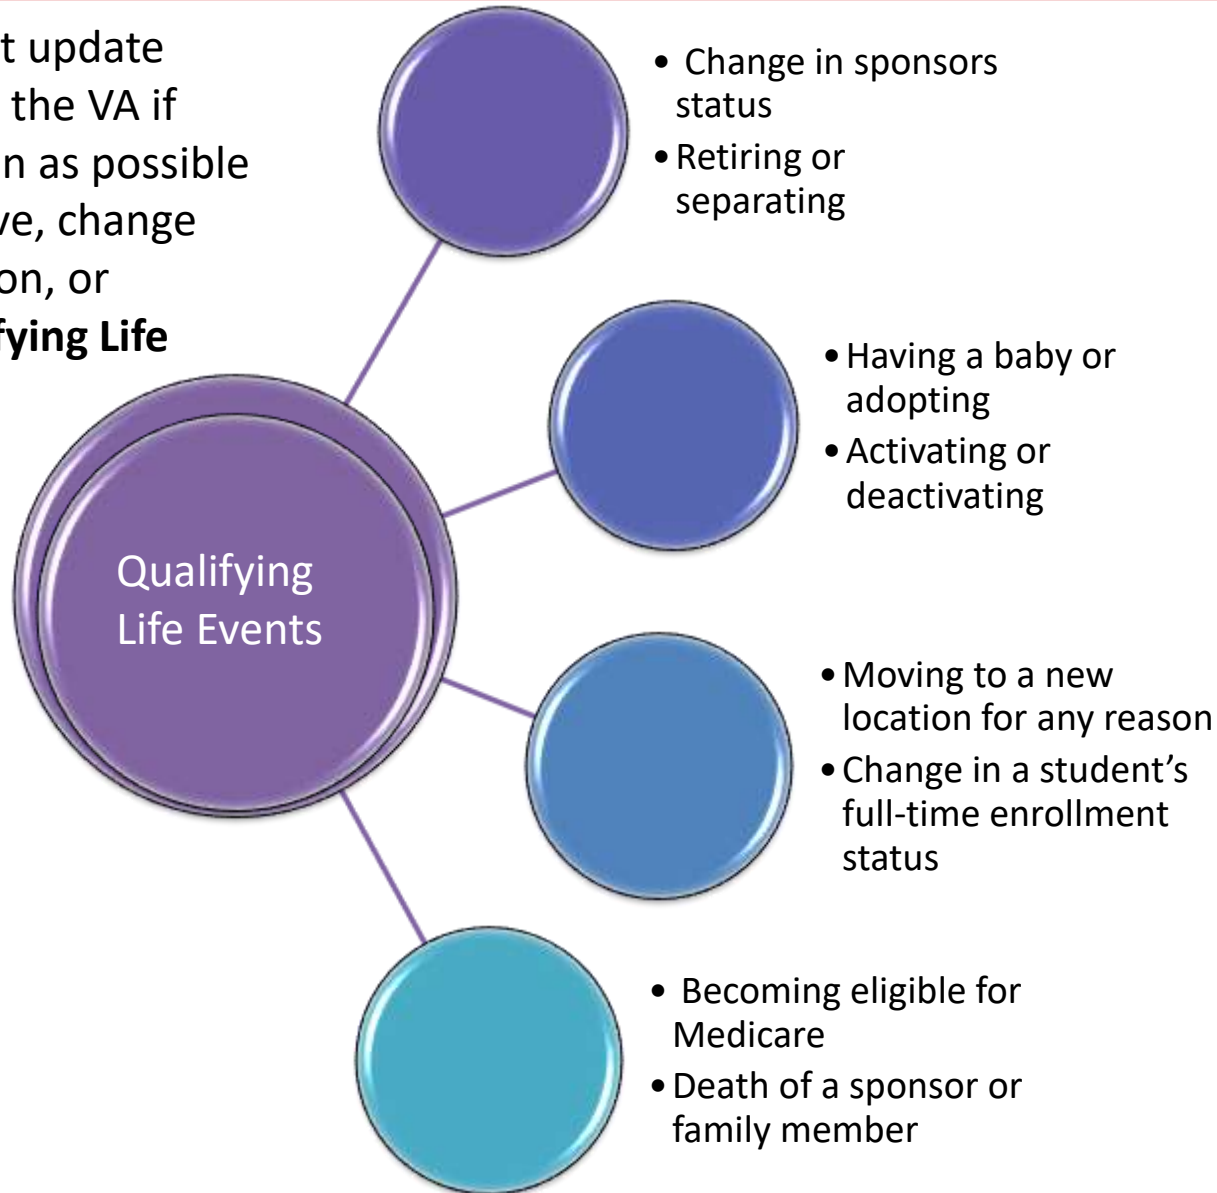 t update
the VA if
n as possible
ve, change
on, or
fying Life
• Change in sponsors
status
• Retiring or
separating
• Having a baby or
adopting
• Activating or
deactivating
Qualifying
Life Events
• Moving to a new
location for any reason
• Change in a student’s
full-time enrollment
status
• Becoming eligible for
Medicare
• Death of a sponsor or
family member